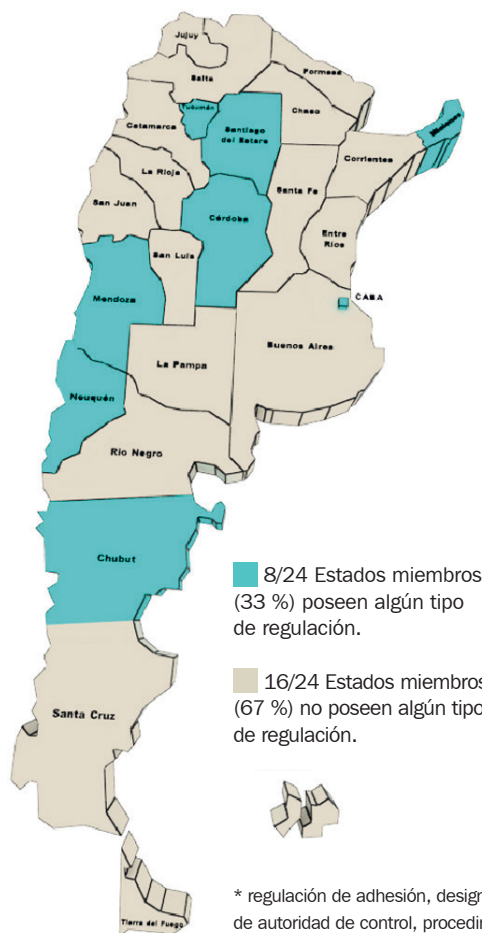 Jujuy
Salta
Formosa
Tucumán
Chaco
Misiones
Catamarca
Santiago
del Estero
Corrientes
La Rioja
Santa Fe
San Juan
Córdoba
Entre
Ríos
San Luis
Mendoza
CABA
Buenos Aires
La Pampa
Neuquén
Río Negro
Chubut
8/24 Estados miembros
(33 %) poseen algún tipo
de regulación.
16/24 Estados miembros
(67 %) no poseen algún tipo
de regulación.
Santa Cruz
Tierra del Fuego
* regulación de adhesión, design
de autoridad de control, procedir